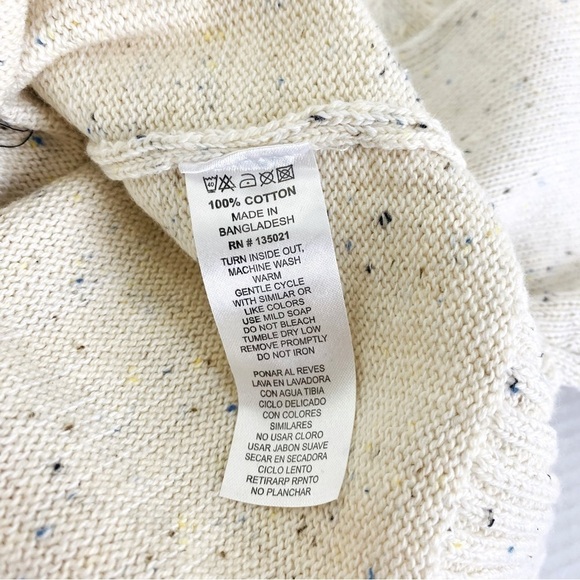 40
100% COTTON
MADE IN
BANGLADESH
RN # 135021
TURN INSIDE OUT,
MACHINE WASH
WARM
GENTLE CYCLE
WITH SIMILAR OR
LIKE COLORS
USE MILD SOAP
DO NOT BLEACH
TUMBLE DRY LOW
REMOVE PROMPTLY
DO NOT IRON
PONAR AL REVES
LAVA EN LAVADORA
CON AGUA TIBIA
CICLO DELICADO
CON COLORES
SIMILARES
NO USAR CLORO
USAR JABON SUAVE
SECAR EN SECADORA
CICLO LENTO
RETIRARP RPNTO
NO PLANCHAR